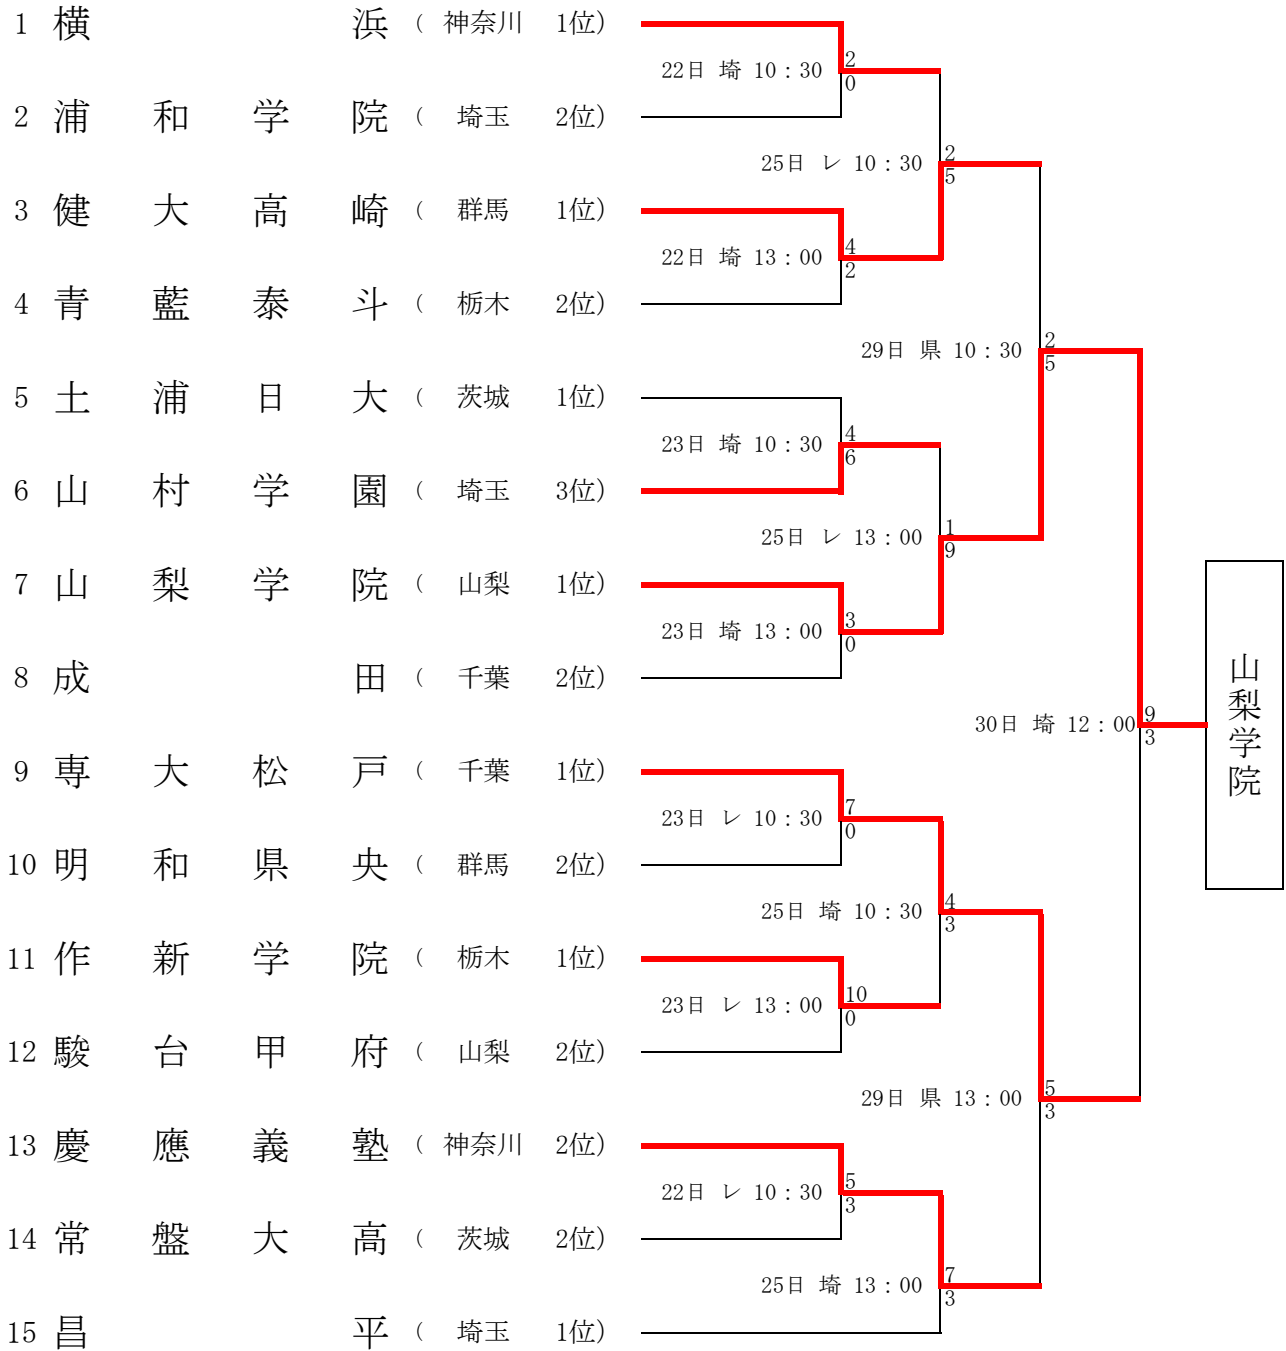 1 横浜 ( 神奈川 1位)
22日 埼 10：30 2
0
2 浦和学院 ( 埼玉 2位)
25日 レ 10：30 2
5
3 健大高崎 ( 群馬 1位)
22日 埼 13：00 4
2
4 青藍泰斗 ( 栃木 2位)
29日 県 10：30 2
5
5 土浦日大 ( 茨城 1位)
23日 埼 10：30 4
6
6 山村学園 ( 埼玉 3位)
25日 レ 13：00 1
9
7 山梨学院 ( 山梨 1位)
23日 埼 13：00 3
0
8 成田 ( 千葉 2位)
30日 埼 12：00 9
3
山梨学院
9 専大松戸 ( 千葉 1位)
23日 レ 10：30 7
0
10 明和県央 ( 群馬 2位)
25日 埼 10：30 4
3
11 作新学院 ( 栃木 1位)
23日 レ 13：00 10
0
12 駿台甲府 ( 山梨 2位)
29日 県 13：00 5
3
13 慶應義塾 ( 神奈川 2位)
22日 レ 10：30 5
3
14 常盤大高 ( 茨城 2位)
25日 埼 13：00 7
3
15 昌平 ( 埼玉 1位)